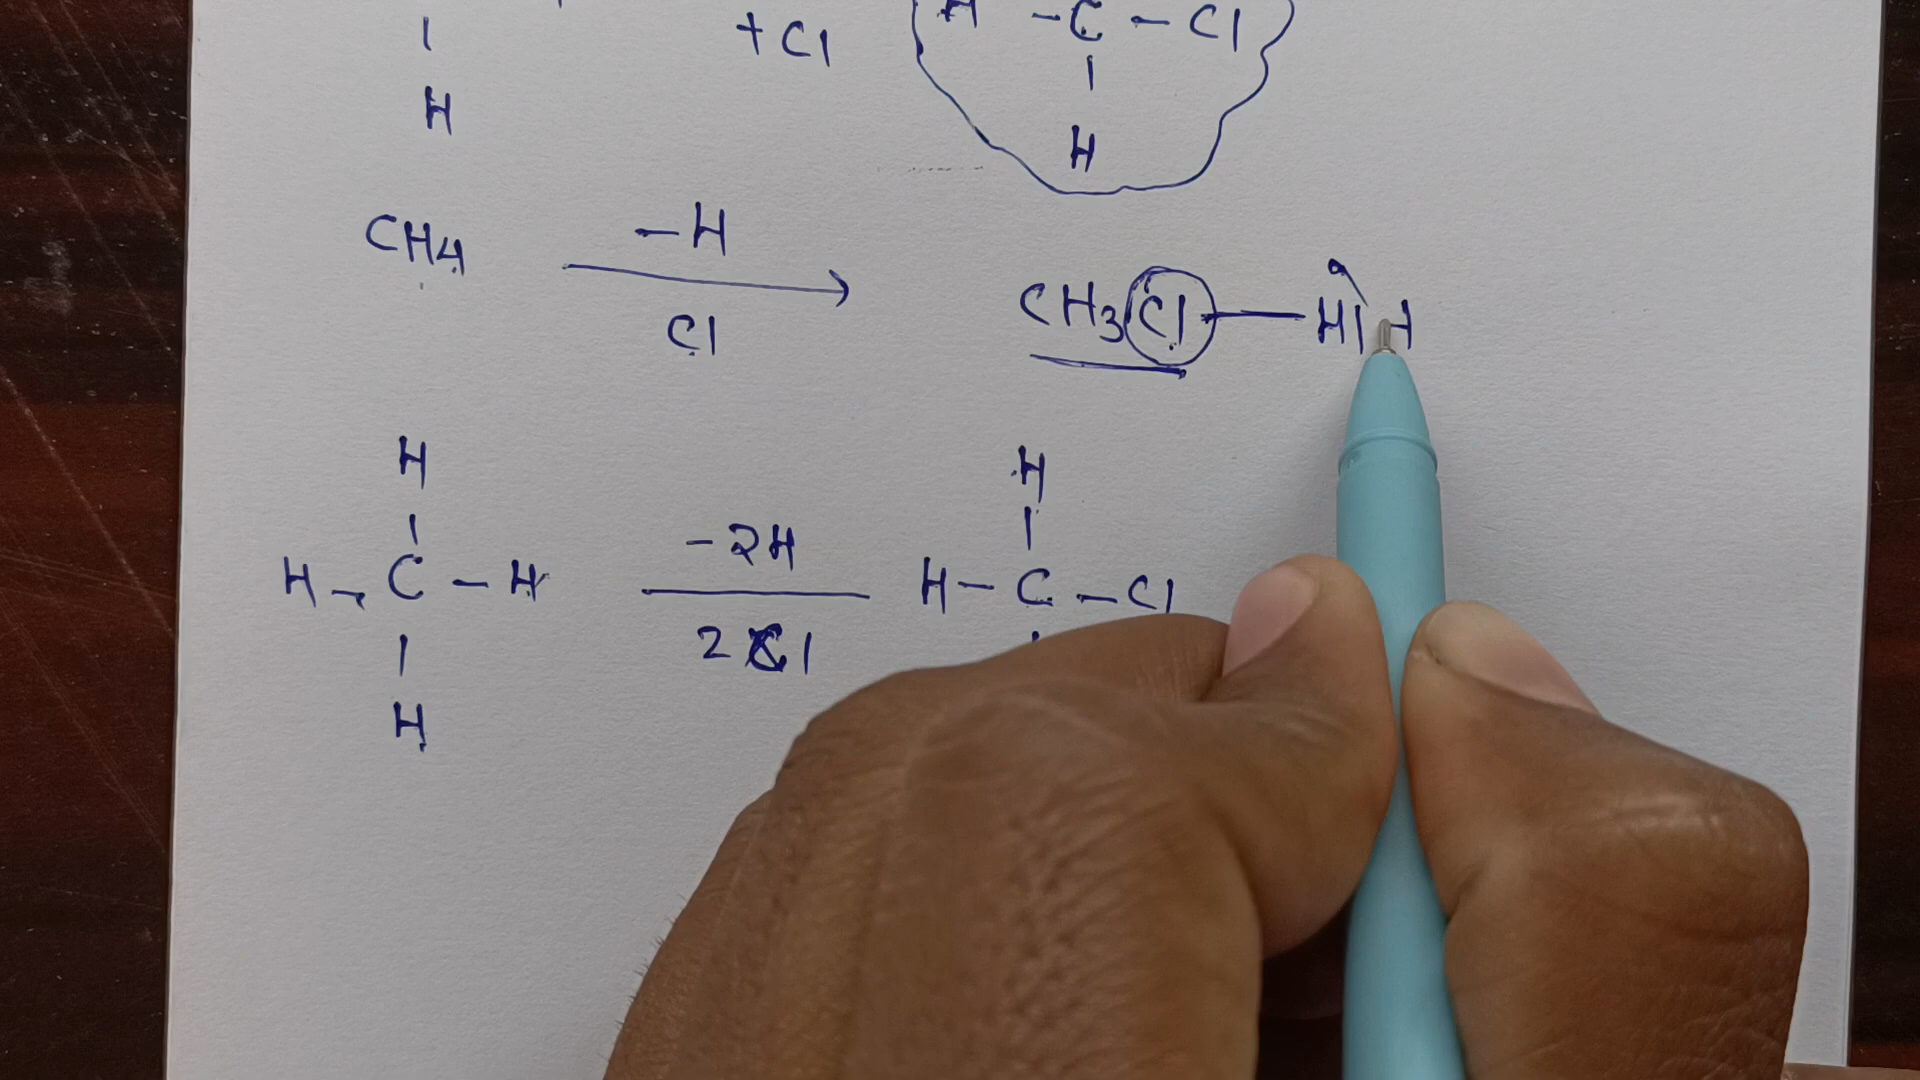 H - C - Cl
| + Cl |
H H
CH4 -H → CH3Cl — H|H
Cl
H H
| |
H - C - H -2H H - C - Cl
| 2Cl |
H